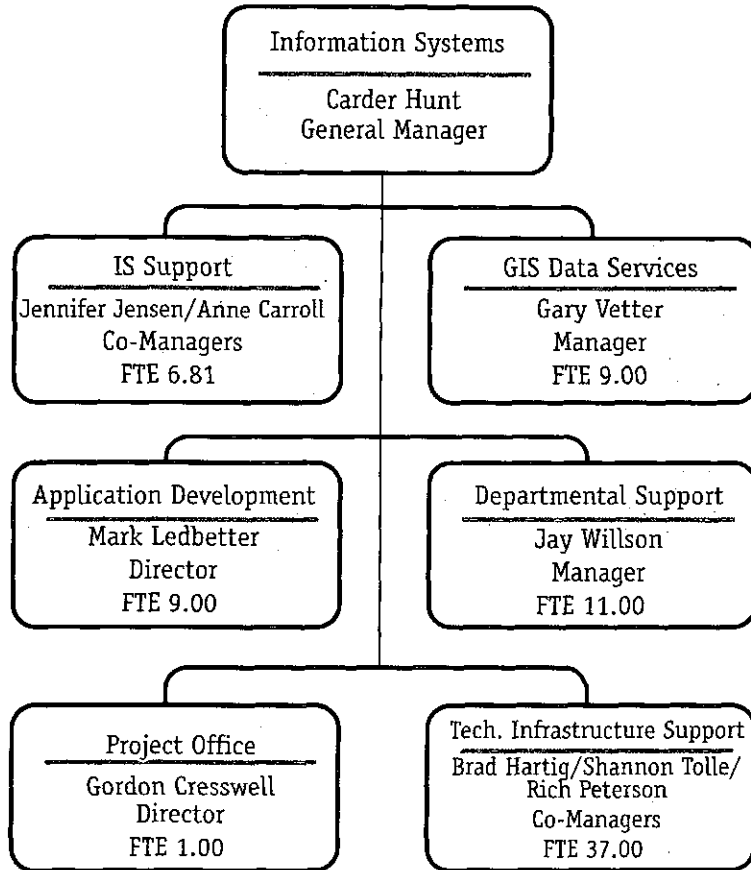 Information Systems
Carder Hunt
General Manager
IS Support
Jennifer Jensen/Anne Carroll
Co-Managers
FTE 6.81
GIS Data Services
Gary Vetter
Manager
FTE 9.00
Application Development
Mark Ledbetter
Director
FTE 9.00
Departmental Support
Jay Willson
Manager
FTE 11.00
Project Office
Gordon Cresswell
Director
FTE 1.00
Tech. Infrastructure Support
Brad Hartig/Shannon Tolle/
Rich Peterson
Co-Managers
FTE 37.00